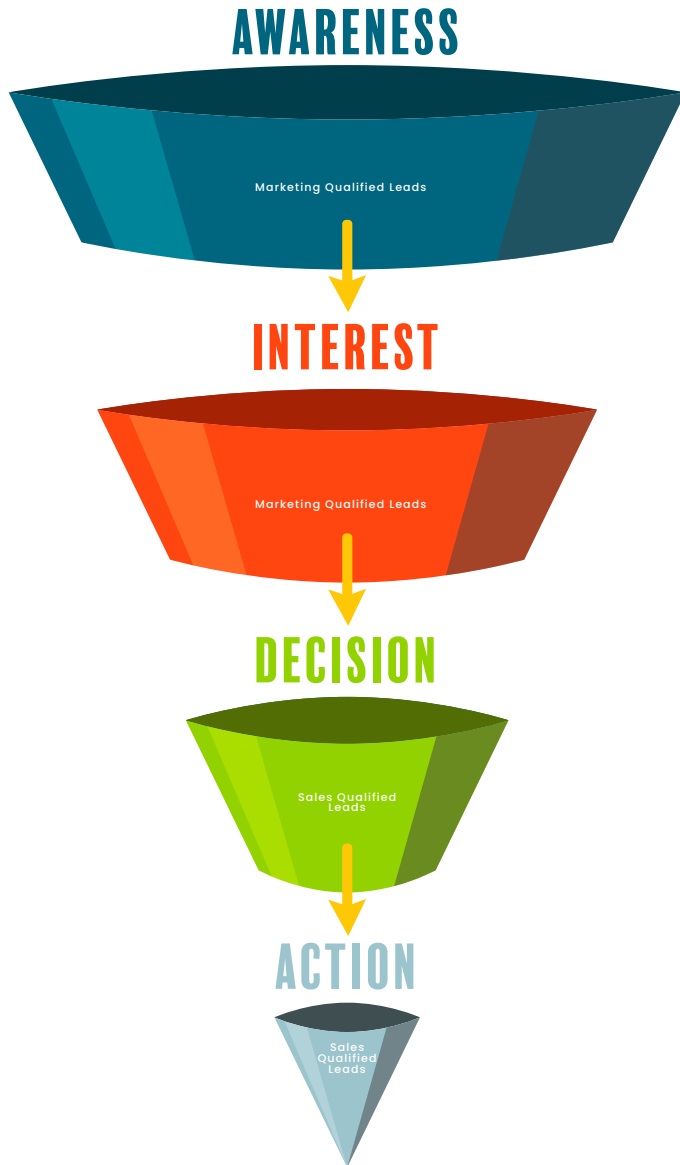 AWARENESS
Marketing Qualified Leads
INTEREST
Marketing Qualified Leads
DECISION
Sales Qualified
Leads
ACTION
Sales
Qualified
Leads